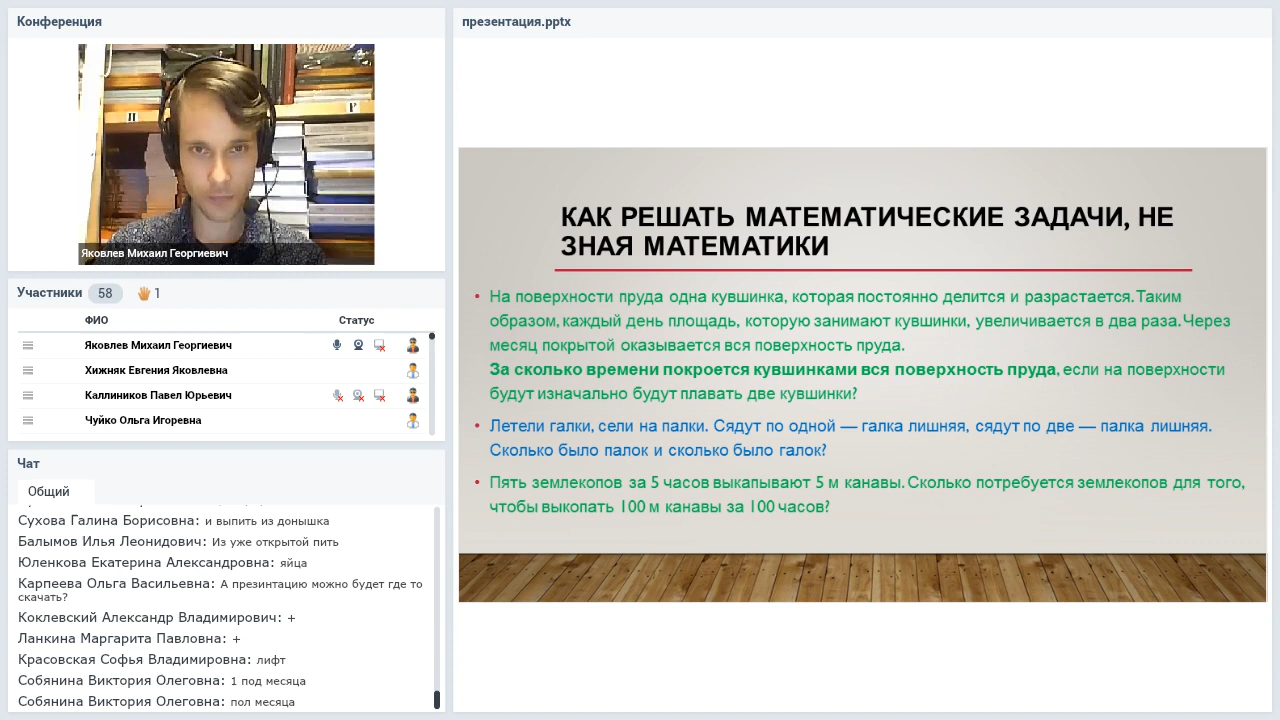 Конференция
Яковлев Михаил Георгиевич
Участники 58 1
ФИО Статус
Яковлев Михаил Георгиевич
Хижняк Евгения Яковлевна
Каллиников Павел Юрьевич
Чуйко Ольга Игоревна
Чат
Общий
Сухова Галина Борисовна: и выпить из донышка
Балымов Илья Леонидович: Из уже открытой пить
Юленкова Екатерина Александровна: яйца
Карпеева Ольга Васильевна: А презинтацию можно будет где то
скачать?
Коклевский Александр Владимирович: +
Ланкина Маргарита Павловна: +
Красовская Софья Владимировна: лифт
Собянина Виктория Олеговна: 1 под месяца
Собянина Виктория Олеговна: пол месяца
презентация.pptx
КАК РЕШАТЬ МАТЕМАТИЧЕСКИЕ ЗАДАЧИ, НЕ
ЗНАЯ МАТЕМАТИКИ
• На поверхности пруда одна кувшинка, которая постоянно делится и разрастается. Таким
образом, каждый день площадь, которую занимают кувшинки, увеличивается в два раза. Через
месяц покрытой оказывается вся поверхность пруда.
За сколько времени покроется кувшинками вся поверхность пруда, если на поверхности
будут изначально будут плавать две кувшинки?
• Летели галки, сели на палки. Сядут по одной — галка лишняя, сядут по две — палка лишняя.
Сколько было палок и сколько было галок?
• Пять землекопов за 5 часов выкапывают 5 м канавы. Сколько потребуется землекопов для того,
чтобы выкопать 100 м канавы за 100 часов?